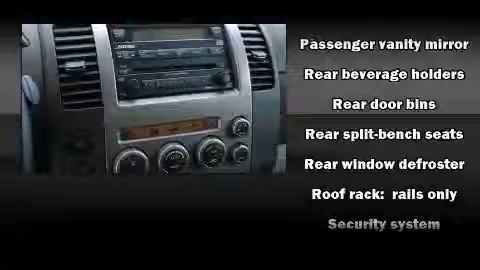 Passenger vanity mirror
Rear beverage holders
Rear door bins
Rear split-bench seats
Rear window defroster
Roof rack: rails only
Security system